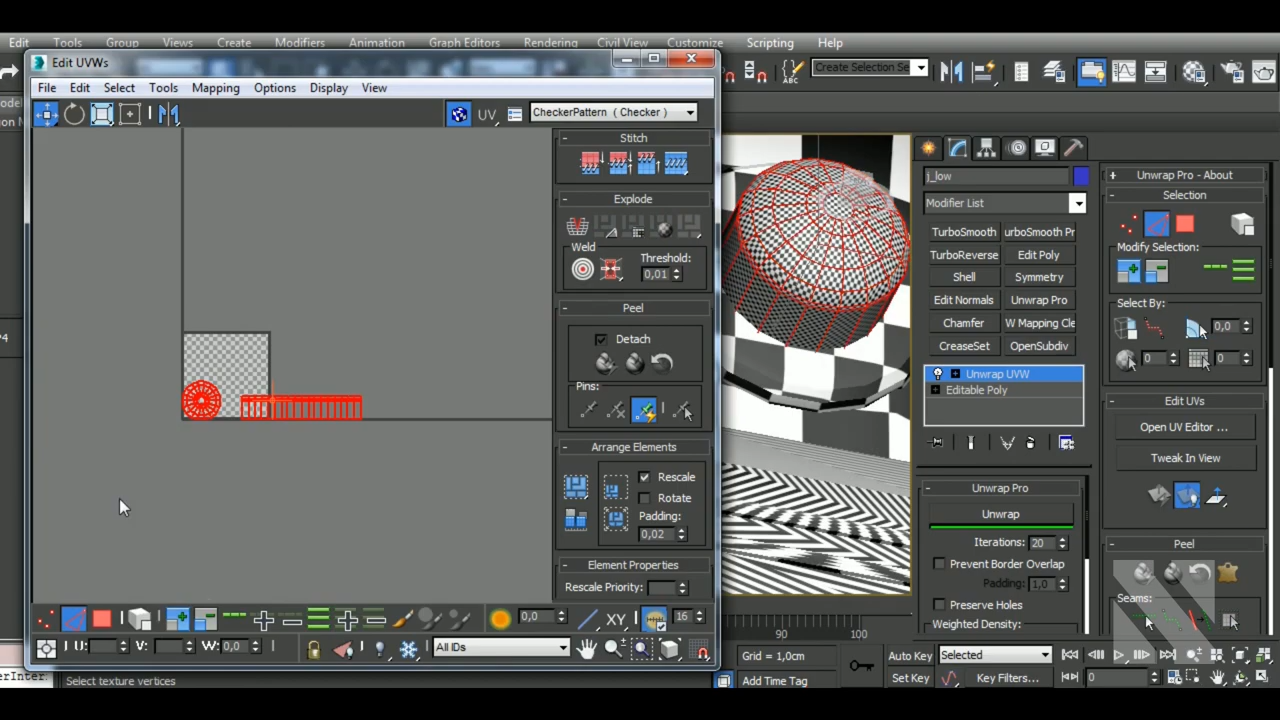 Edit Tools Group Views Create Modifiers Animation Graph Editors Rendering Civil View Customize Scripting Help
Edit UVWs
File Edit Select Tools Mapping Options Display View
ABC
Create Selection Se
UV
CheckerPattern ( Checker )
Stitch
Explode
Weld
Threshold:
0,01
Peel
Detach
Pins:
Arrange Elements
Rescale
Rotate
Padding:
0,02
Element Properties
Rescale Priority:
P4
j_low
Modifier List
TurboSmooth urboSmooth Pr
TurboReverse Edit Poly
Shell Symmetry
Edit Normals Unwrap Pro
Chamfer W Mapping Cle
CreaseSet OpenSubdiv
Unwrap UVW
Editable Poly
Unwrap Pro
Unwrap
Iterations: 20
Prevent Border Overlap
Padding: 1,0
Preserve Holes
Weighted Density:
Unwrap Pro - About
Selection
Modify Selection:
Select By:
0,0
0 0
Edit UVs
Open UV Editor ...
Tweak In View
Peel
Seams:
0,0 XY 16
U: V: W: 0,0 All IDs
90 100
Select texture vertices
Grid = 1,0cm
Add Time Tag
Auto Key Selected
Set Key Key Filters... 0